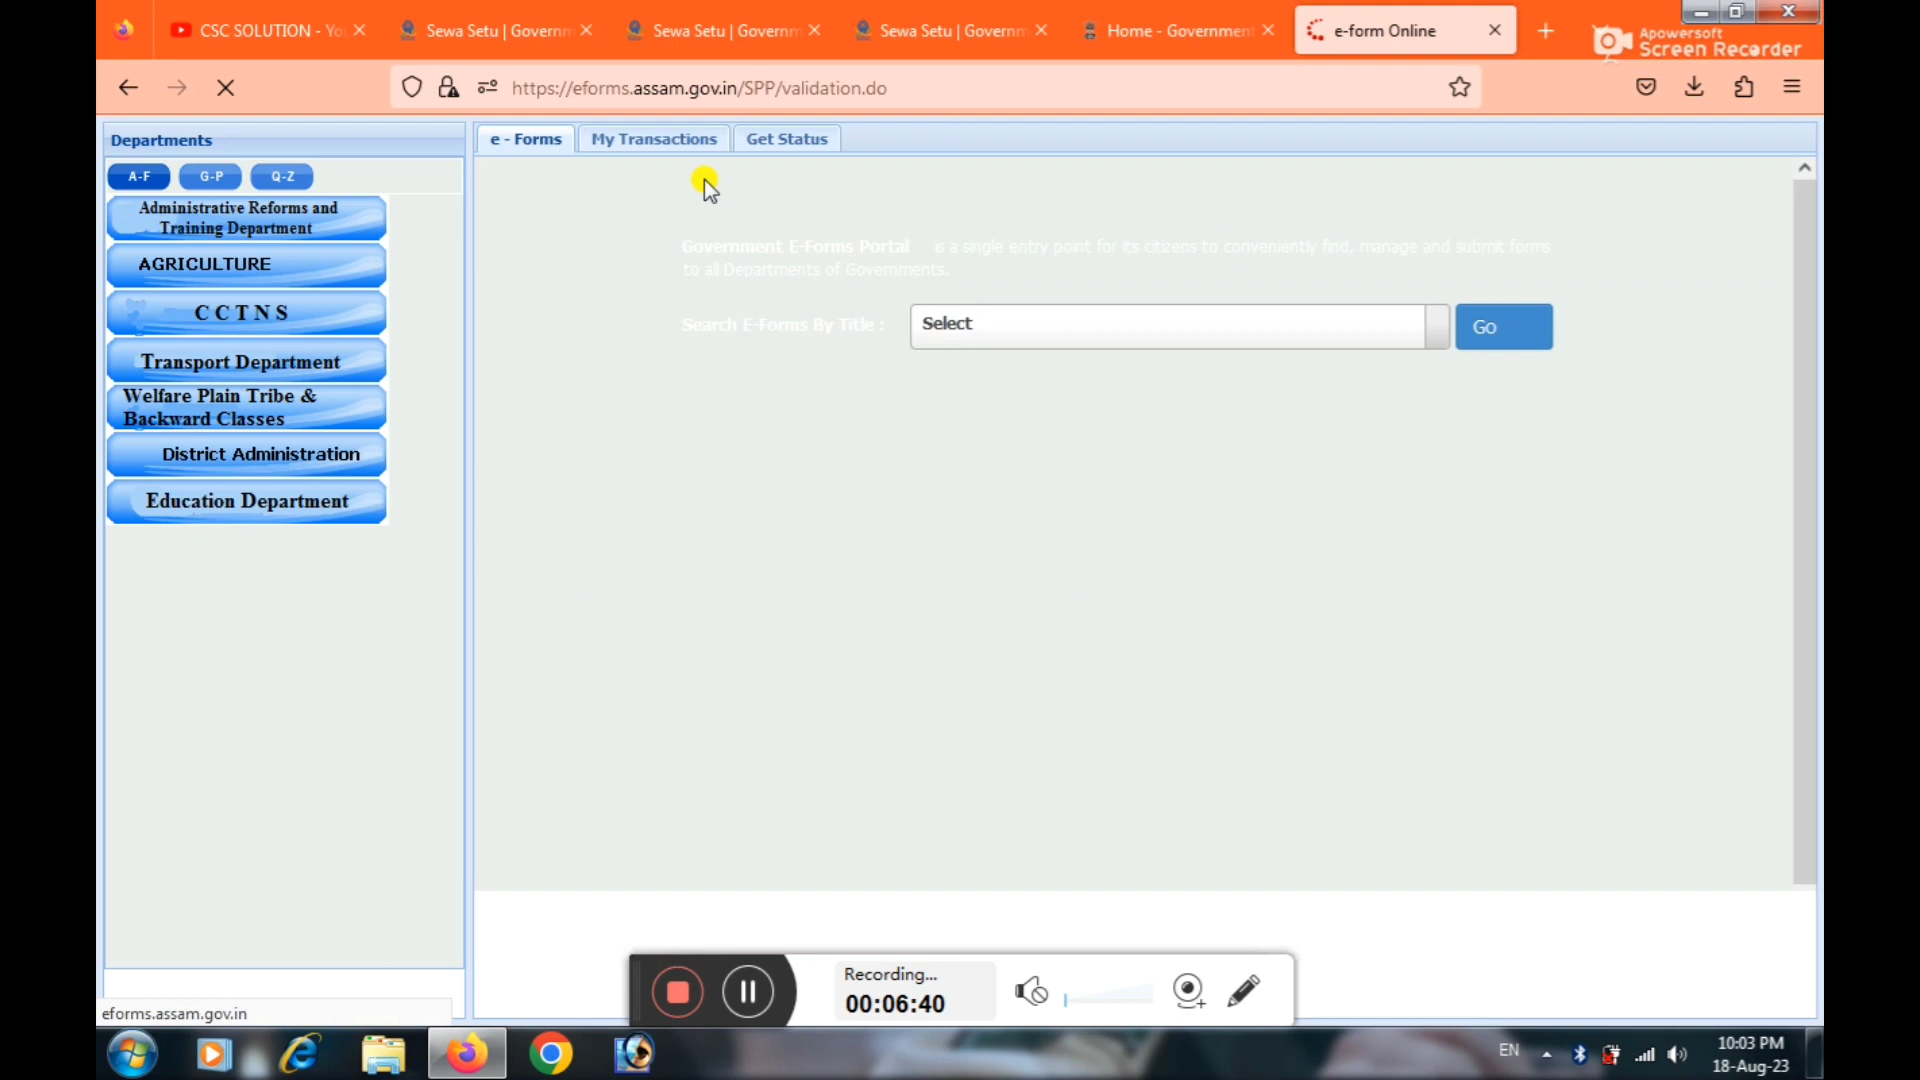 CSC SOLUTION - Yo
Sewa Setu | Governm
Sewa Setu | Governm
Sewa Setu | Governm
Home - Government
e-form Online
Apowersoft
Screen Recorder
https://eforms.assam.gov.in/SPP/validation.do
Departments
e - Forms
My Transactions
Get Status
A-F
G-P
Q-Z
Administrative Reforms and
Training Department
AGRICULTURE
C C T N S
Transport Department
Welfare Plain Tribe &
Backward Classes
District Administration
Education Department
Government E-Forms Portal is a single entry point for its citizens to conveniently find, manage and submit forms
to all Departments of Governments.
Search E-Forms By Title :
Select
Go
eforms.assam.gov.in
Recording...
00:06:40
EN
10:03 PM
18-Aug-23